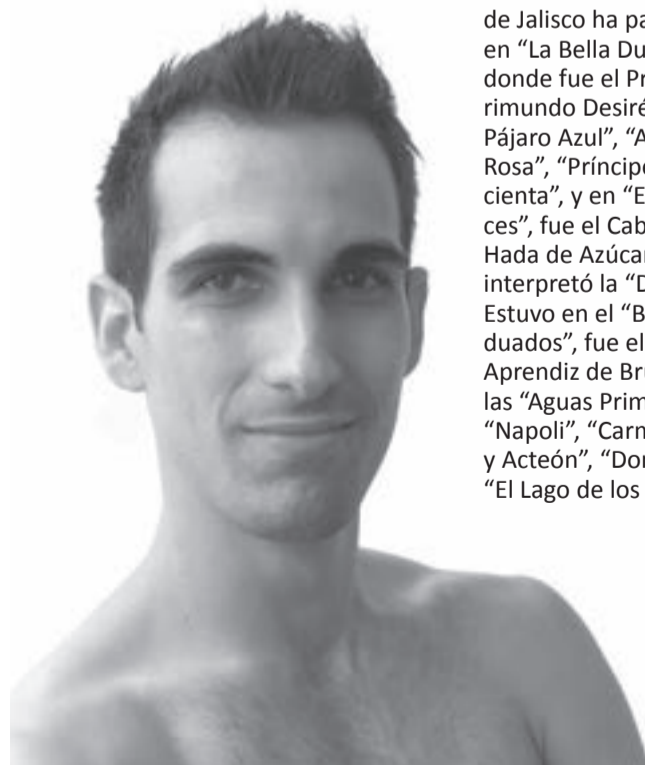 de Jalisco ha pa
en “La Bella Du
donde fue el Pr
rimundo Desiré
Pájaro Azul”, “A
Rosa”, “Príncipe
cienta”, y en “E
ces”, fue el Cab
Hada de Azúcar
interpretó la “D
Estuvo en el “B
duados”, fue el
Aprendiz de Bru
las “Aguas Prim
“Napoli”, “Carn
y Acteón”, “Dor
“El Lago de los